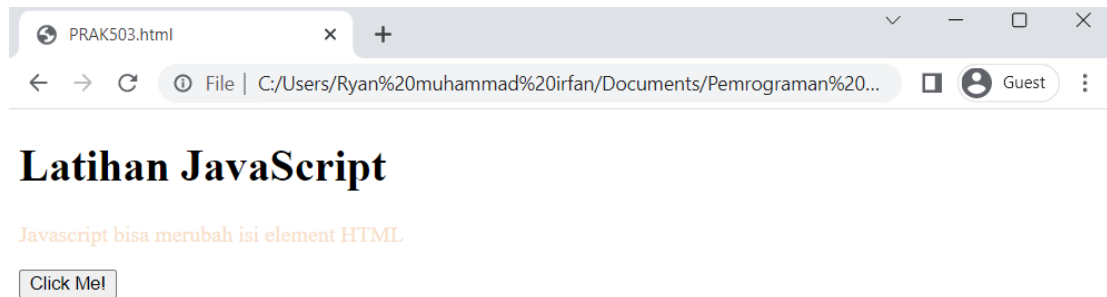 PRAK503.html
File | C:/Users/Ryan%20muhammad%20irfan/Documents/Pemrograman%20... Guest
Latihan JavaScript
Javascript bisa merubah isi element HTML
Click Me!